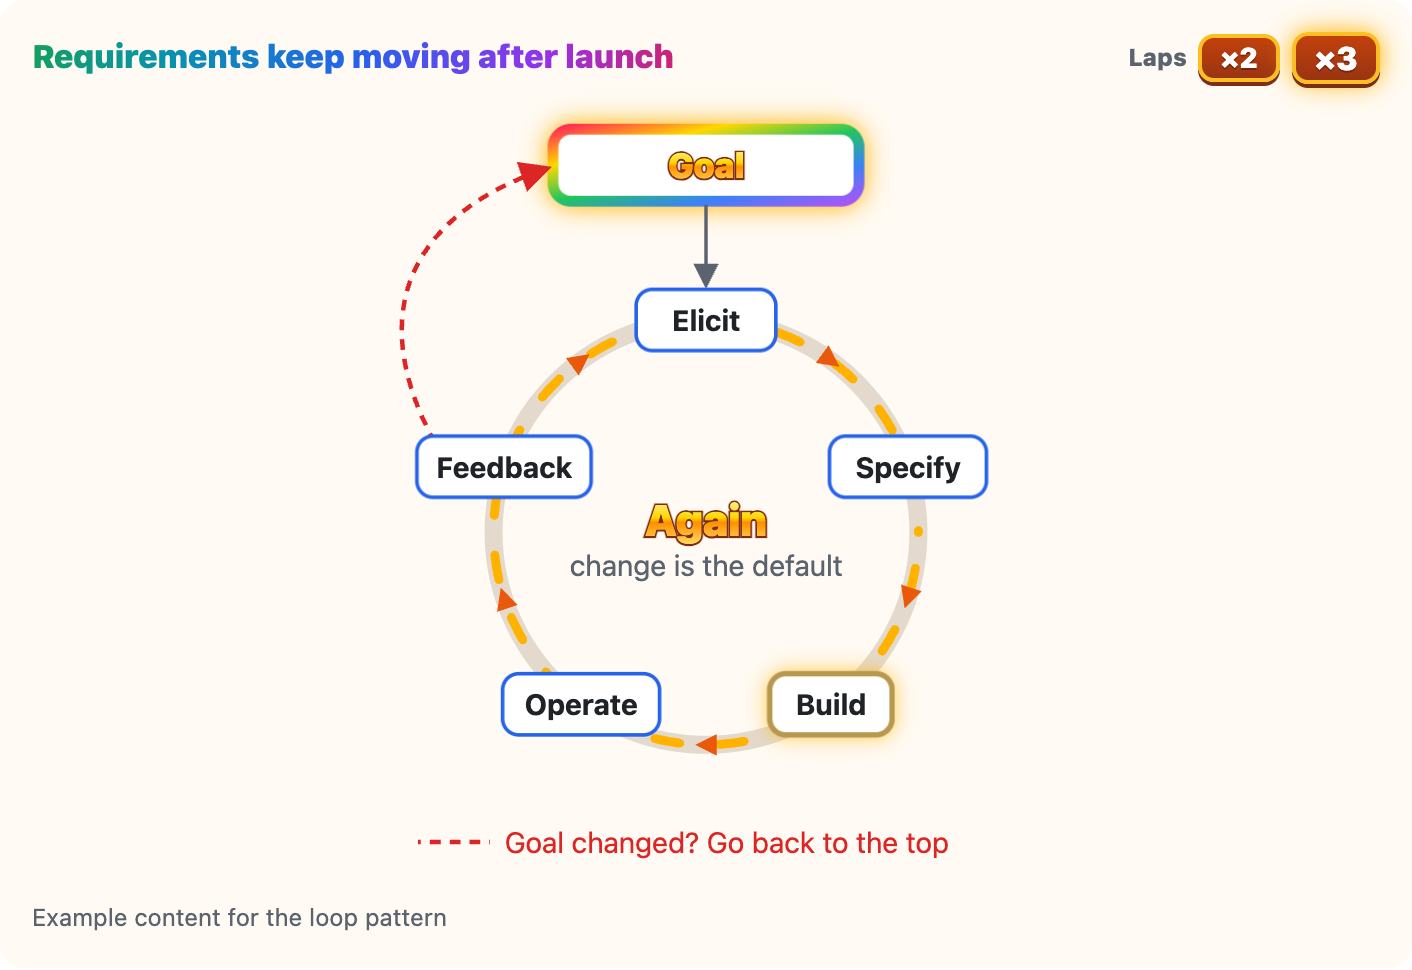 Requirements keep moving after launch
Laps ×2 ×3
Goal
Elicit
Feedback
Specify
Again
change is the default
Operate
Build
Goal changed? Go back to the top
Example content for the loop pattern